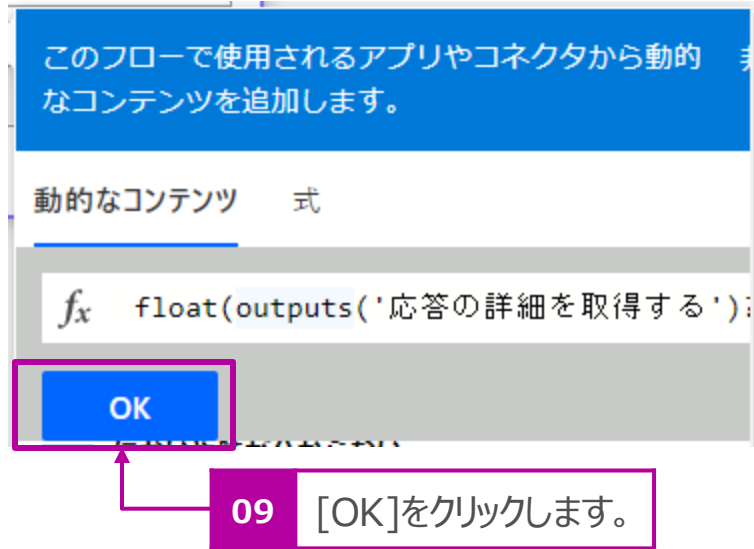 このフローで使用されるアプリやコネクタから動的
なコンテンツを追加します。
動的なコンテンツ 式
fx float(outputs('応答の詳細を取得する')?
OK
09 [OK]をクリックします。